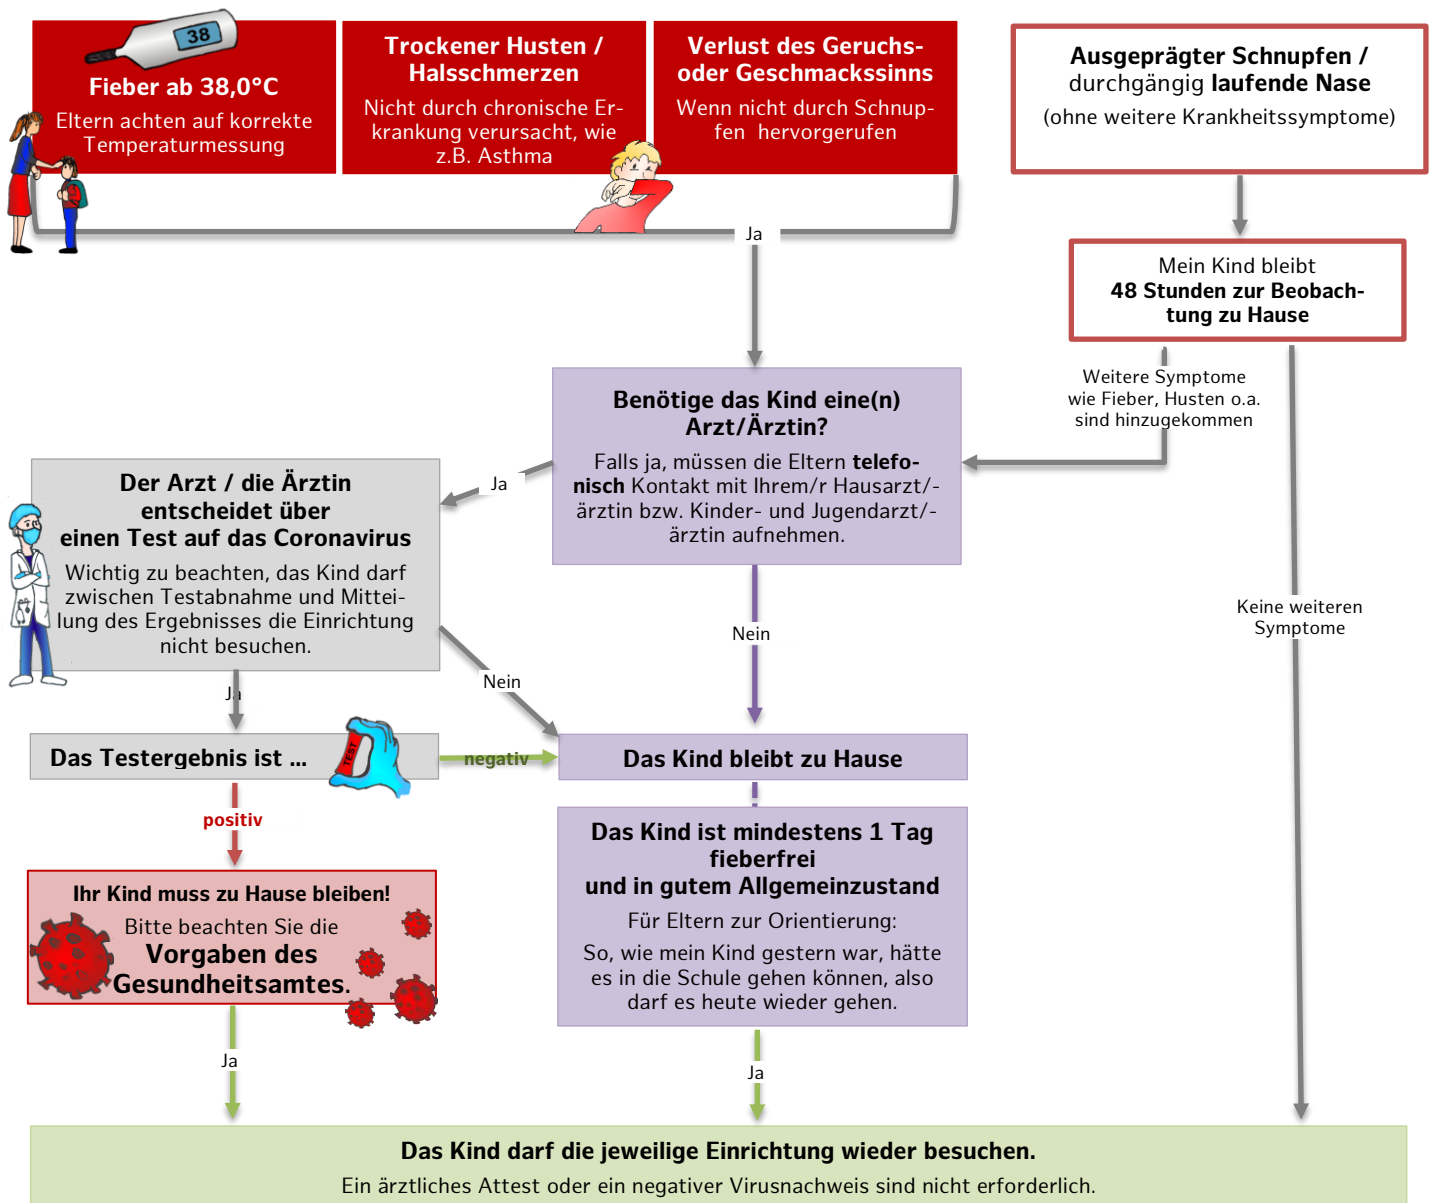 38
Fieber ab 38,0°C
Eltern achten auf korrekte
Temperaturmessung
Trockener Husten /
Halsschmerzen
Nicht durch chronische Er-
krankung verursacht, wie
z.B. Asthma
Verlust des Geruchs-
oder Geschmackssinns
Wenn nicht durch Schnup-
fen hervorgerufen
Ausgeprägter Schnupfen /
durchgängig laufende Nase
(ohne weitere Krankheitssymptome)
Ja
Mein Kind bleibt
48 Stunden zur Beobach-
tung zu Hause
Weitere Symptome
wie Fieber, Husten o.a.
sind hinzugekommen
Benötige das Kind eine(n)
Arzt/Ärztin?
Falls ja, müssen die Eltern telefo-
nisch Kontakt mit Ihrem/r Hausarzt/-
ärztin bzw. Kinder- und Jugendarzt/-
ärztin aufnehmen.
Ja
Der Arzt / die Ärztin
entscheidet über
einen Test auf das Coronavirus
Wichtig zu beachten, das Kind darf
zwischen Testabnahme und Mittei-
lung des Ergebnisses die Einrichtung
nicht besuchen.
Keine weiteren
Symptome
Nein
Nein
Ja
Das Testergebnis ist ...
TEST
negativ
Das Kind bleibt zu Hause
positiv
Das Kind ist mindestens 1 Tag
fieberfrei
und in gutem Allgemeinzustand
Für Eltern zur Orientierung:
So, wie mein Kind gestern war, hätte
es in die Schule gehen können, also
darf es heute wieder gehen.
Ihr Kind muss zu Hause bleiben!
Bitte beachten Sie die
Vorgaben des
Gesundheitsamtes.
Ja
Ja
Das Kind darf die jeweilige Einrichtung wieder besuchen.
Ein ärztliches Attest oder ein negativer Virusnachweis sind nicht erforderlich.